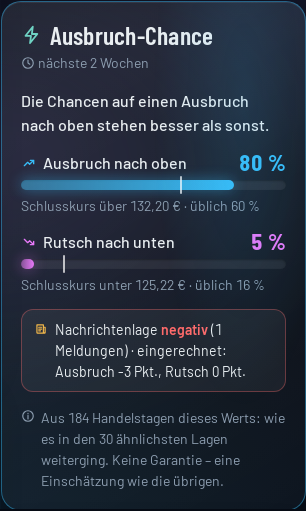 Ausbruch-Chance
nächste 2 Wochen
Die Chancen auf einen Ausbruch
nach oben stehen besser als sonst.
Ausbruch nach oben 80 %
Schlusskurs über 132,20 € · üblich 60 %
Rutsch nach unten 5 %
Schlusskurs unter 125,22 € · üblich 16 %
Nachrichtenlage negativ (1
Meldungen) · eingerechnet:
Ausbruch -3 Pkt., Rutsch 0 Pkt.
Aus 184 Handelstagen dieses Werts: wie
es in den 30 ähnlichsten Lagen
weiterging. Keine Garantie – eine
Einschätzung wie die übrigen.